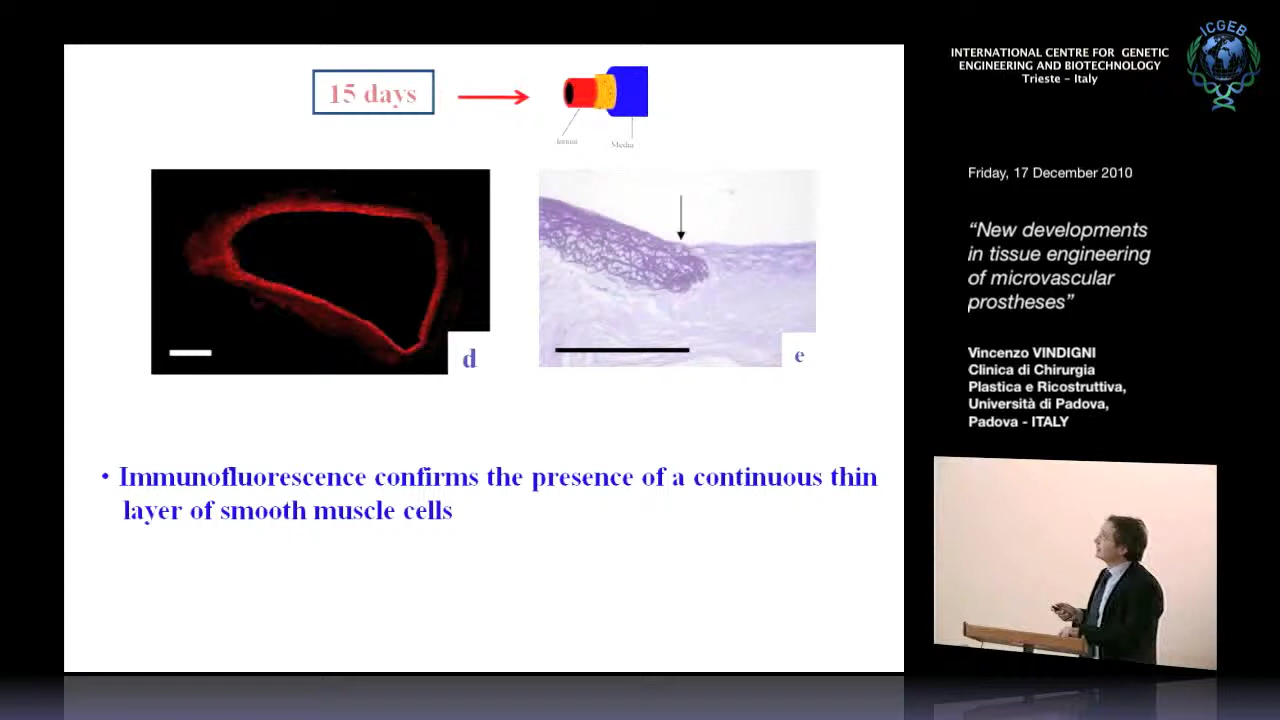 15 days
Intima
Media
d
e
• Immunofluorescence confirms the presence of a continuous thin
layer of smooth muscle cells
ICGEB
INTERNATIONAL CENTRE FOR GENETIC
ENGINEERING AND BIOTECHNOLOGY
Trieste - Italy
Friday, 17 December 2010
“New developments
in tissue engineering
of microvascular
prostheses”
Vincenzo VINDIGNI
Clinica di Chirurgia
Plastica e Ricostruttiva,
Università di Padova,
Padova - ITALY